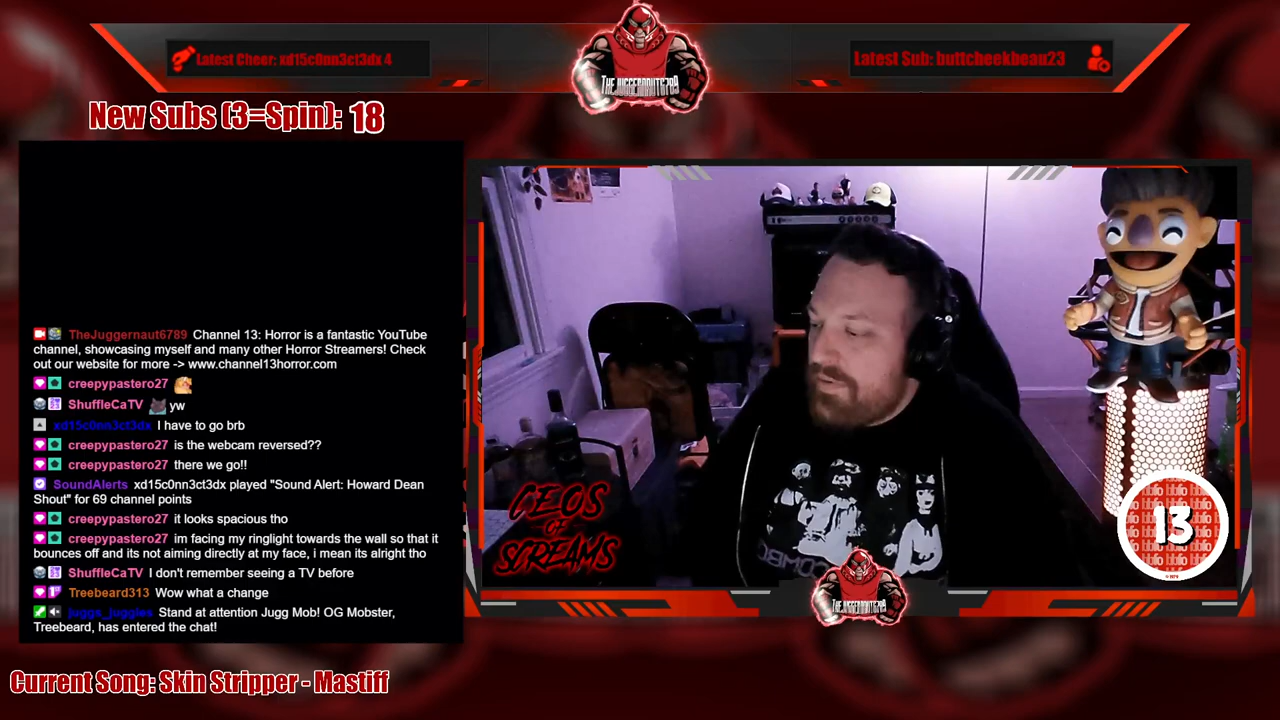 Latest Cheer: xd15c0nn3ct3dx 4
THEJUGGERNAUT6789
Latest Sub: buttcheekbeau23
New Subs (3=Spin): 18
TheJuggernaut6789 Channel 13: Horror is a fantastic YouTube
channel, showcasing myself and many other Horror Streamers! Check
out our website for more -> www.channel13horror.com
creepypastero27
ShuffleCaTV yw
xd15c0nn3ct3dx I have to go brb
creepypastero27 is the webcam reversed??
creepypastero27 there we go!!
SoundAlerts xd15c0nn3ct3dx played "Sound Alert: Howard Dean
Shout" for 69 channel points
creepypastero27 it looks spacious tho
creepypastero27 im facing my ringlight towards the wall so that it
bounces off and its not aiming directly at my face, i mean its alright tho
ShuffleCaTV I don't remember seeing a TV before
Treebeard313 Wow what a change
juggs_juggles Stand at attention Jugg Mob! OG Mobster,
Treebeard, has entered the chat!
CEOS
OF
SCREAMS
13
THEJUGGERNAUT6789
Current Song: Skin Stripper - Mastiff